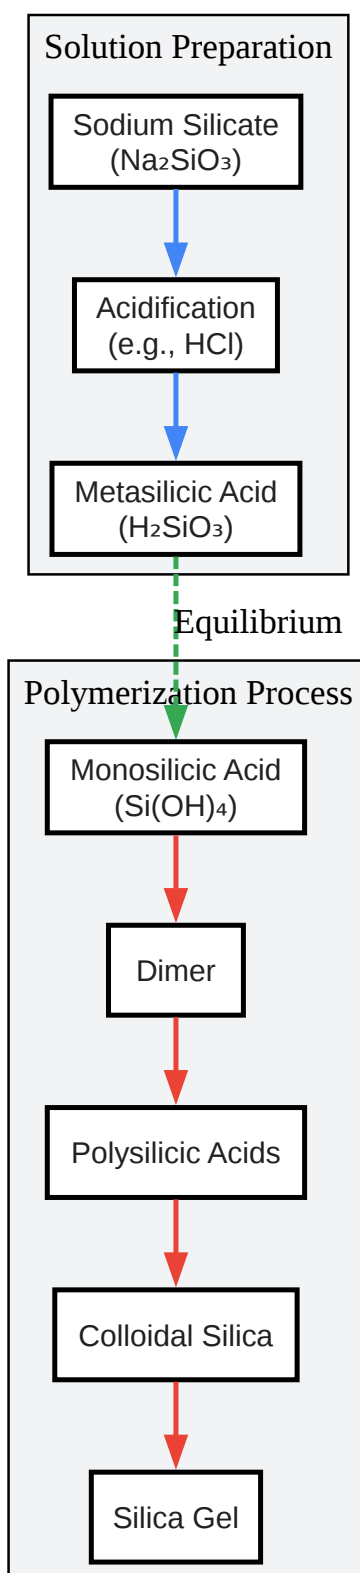 Solution Preparation
Sodium Silicate
(Na₂SiO₃)
Acidification
(e.g., HCl)
Metasilicic Acid
(H₂SiO₃)
Equilibrium
Polymerization Process
Monosilicic Acid
(Si(OH)₄)
Dimer
Polysilicic Acids
Colloidal Silica
Silica Gel